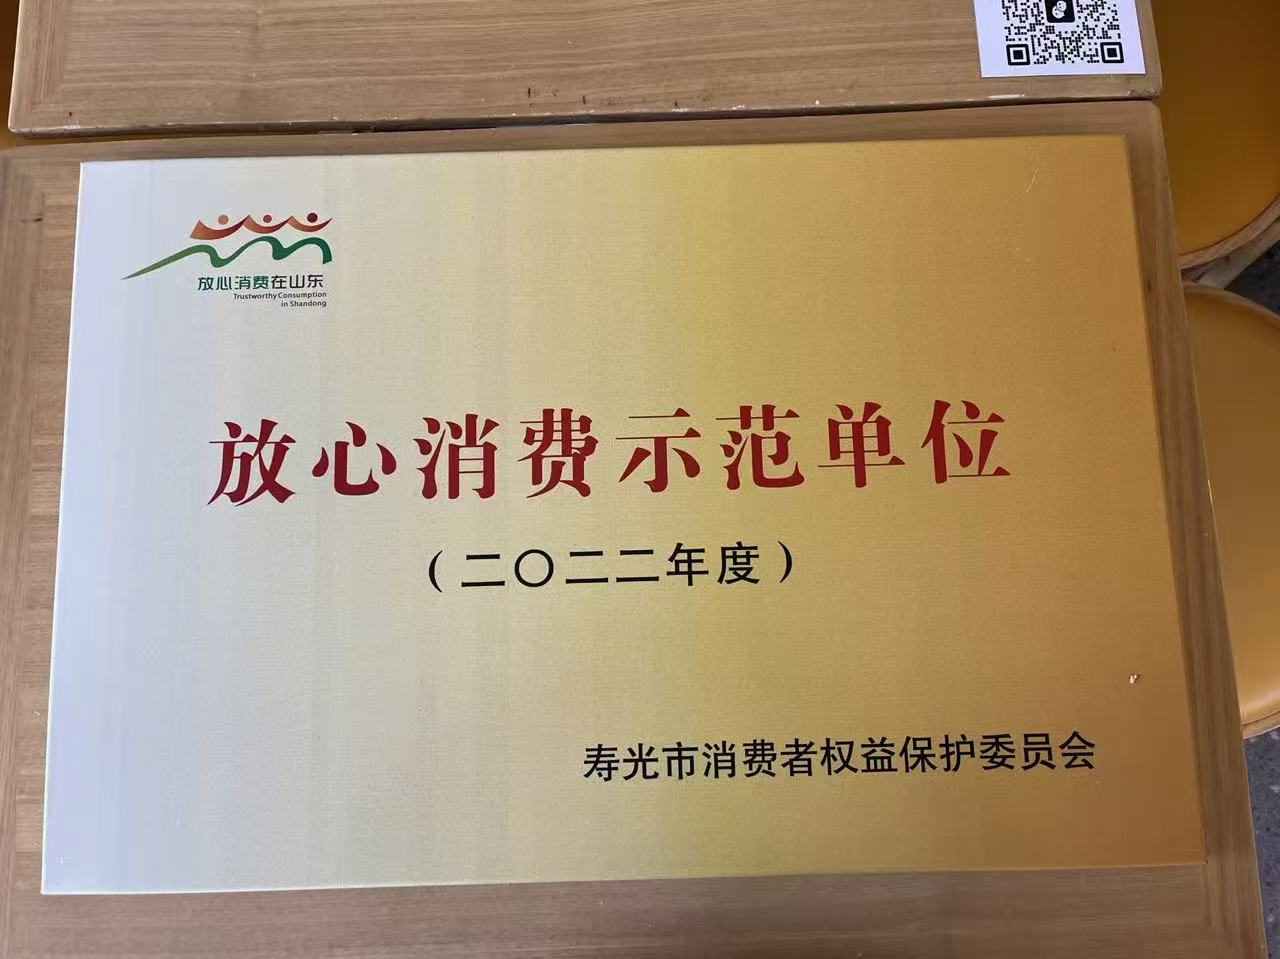 放心消费在山东
Trustworthy Consumption
in Shandong
放心消费示范单位
（二〇二二年度）
寿光市消费者权益保护委员会